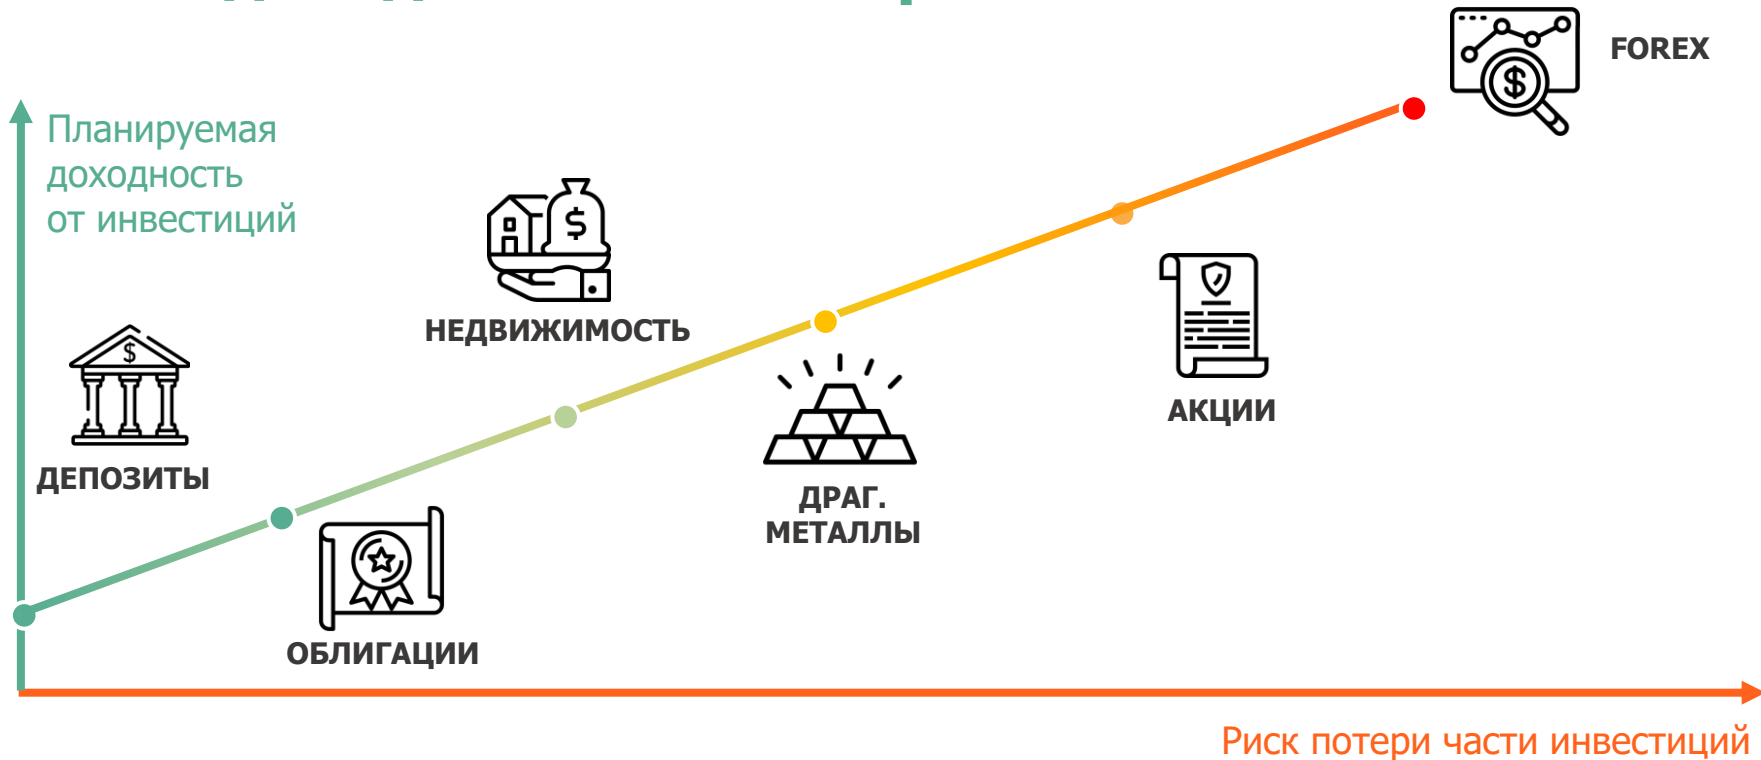 FOREX
Планируемая
доходность
от инвестиций
$
$
$
НЕДВИЖИМОСТЬ
АКЦИИ
ДЕПОЗИТЫ
ДРАГ.
МЕТАЛЛЫ
ОБЛИГАЦИИ
Риск потери части инвестиций